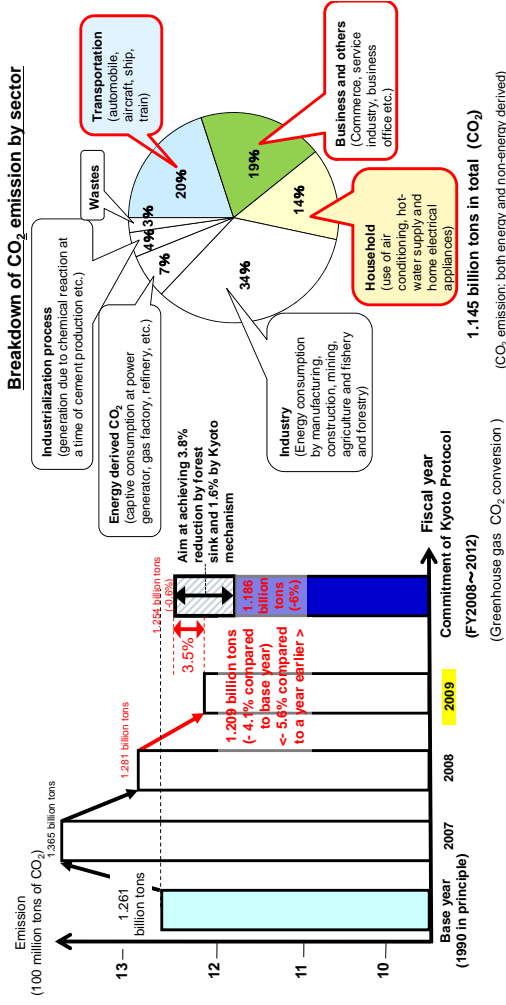 Emission
(100 million tons of CO2)
13
12
11
10
1.261
billion tons
1.365 billion tons
1.281 billion tons
1.254 billion tons
(-0.6%)
3.5%
1.209 billion tons
(- 4.1% compared
to base year)
<- 5.6% compared
to a year earlier >
1.186
billion
tons
(-6%)
Aim at achieving 3.8%
reduction by forest
sink and 1.6% by Kyoto
mechanism
Base year
(1990 in principle)
2007
2008
2009
Commitment of Kyoto Protocol
(FY2008～2012)
Fiscal year
(Greenhouse gas CO2 conversion )
Breakdown of CO2 emission by sector
Industrialization process
(generation due to chemical reaction at
a time of cement production etc.)
Energy derived CO2
(captive consumption at power
generator, gas factory, refinery, etc.)
Wastes
Transportation
(automobile,
aircraft, ship,
train)
Industry
(Energy consumption
by manufacturing,
construction, mining,
agriculture and fishery
and forestry)
Household
(use of air
conditioning, hot-
water supply and
home electrical
appliances)
Business and others
(Commerce, service
industry, business
office etc.)
34%
7%
4%
3%
20%
19%
14%
1.145 billion tons in total (CO2)
(CO2 emission: both energy and non-energy derived)